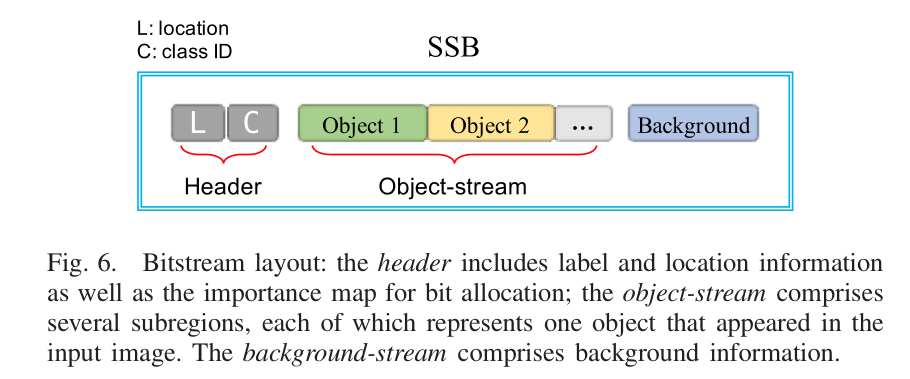 L: location
C: class ID
SSB
L C Object 1 Object 2 ... Background
Header Object-stream
Fig. 6. Bitstream layout: the header includes label and location information
as well as the importance map for bit allocation; the object-stream comprises
several subregions, each of which represents one object that appeared in the
input image. The background-stream comprises background information.